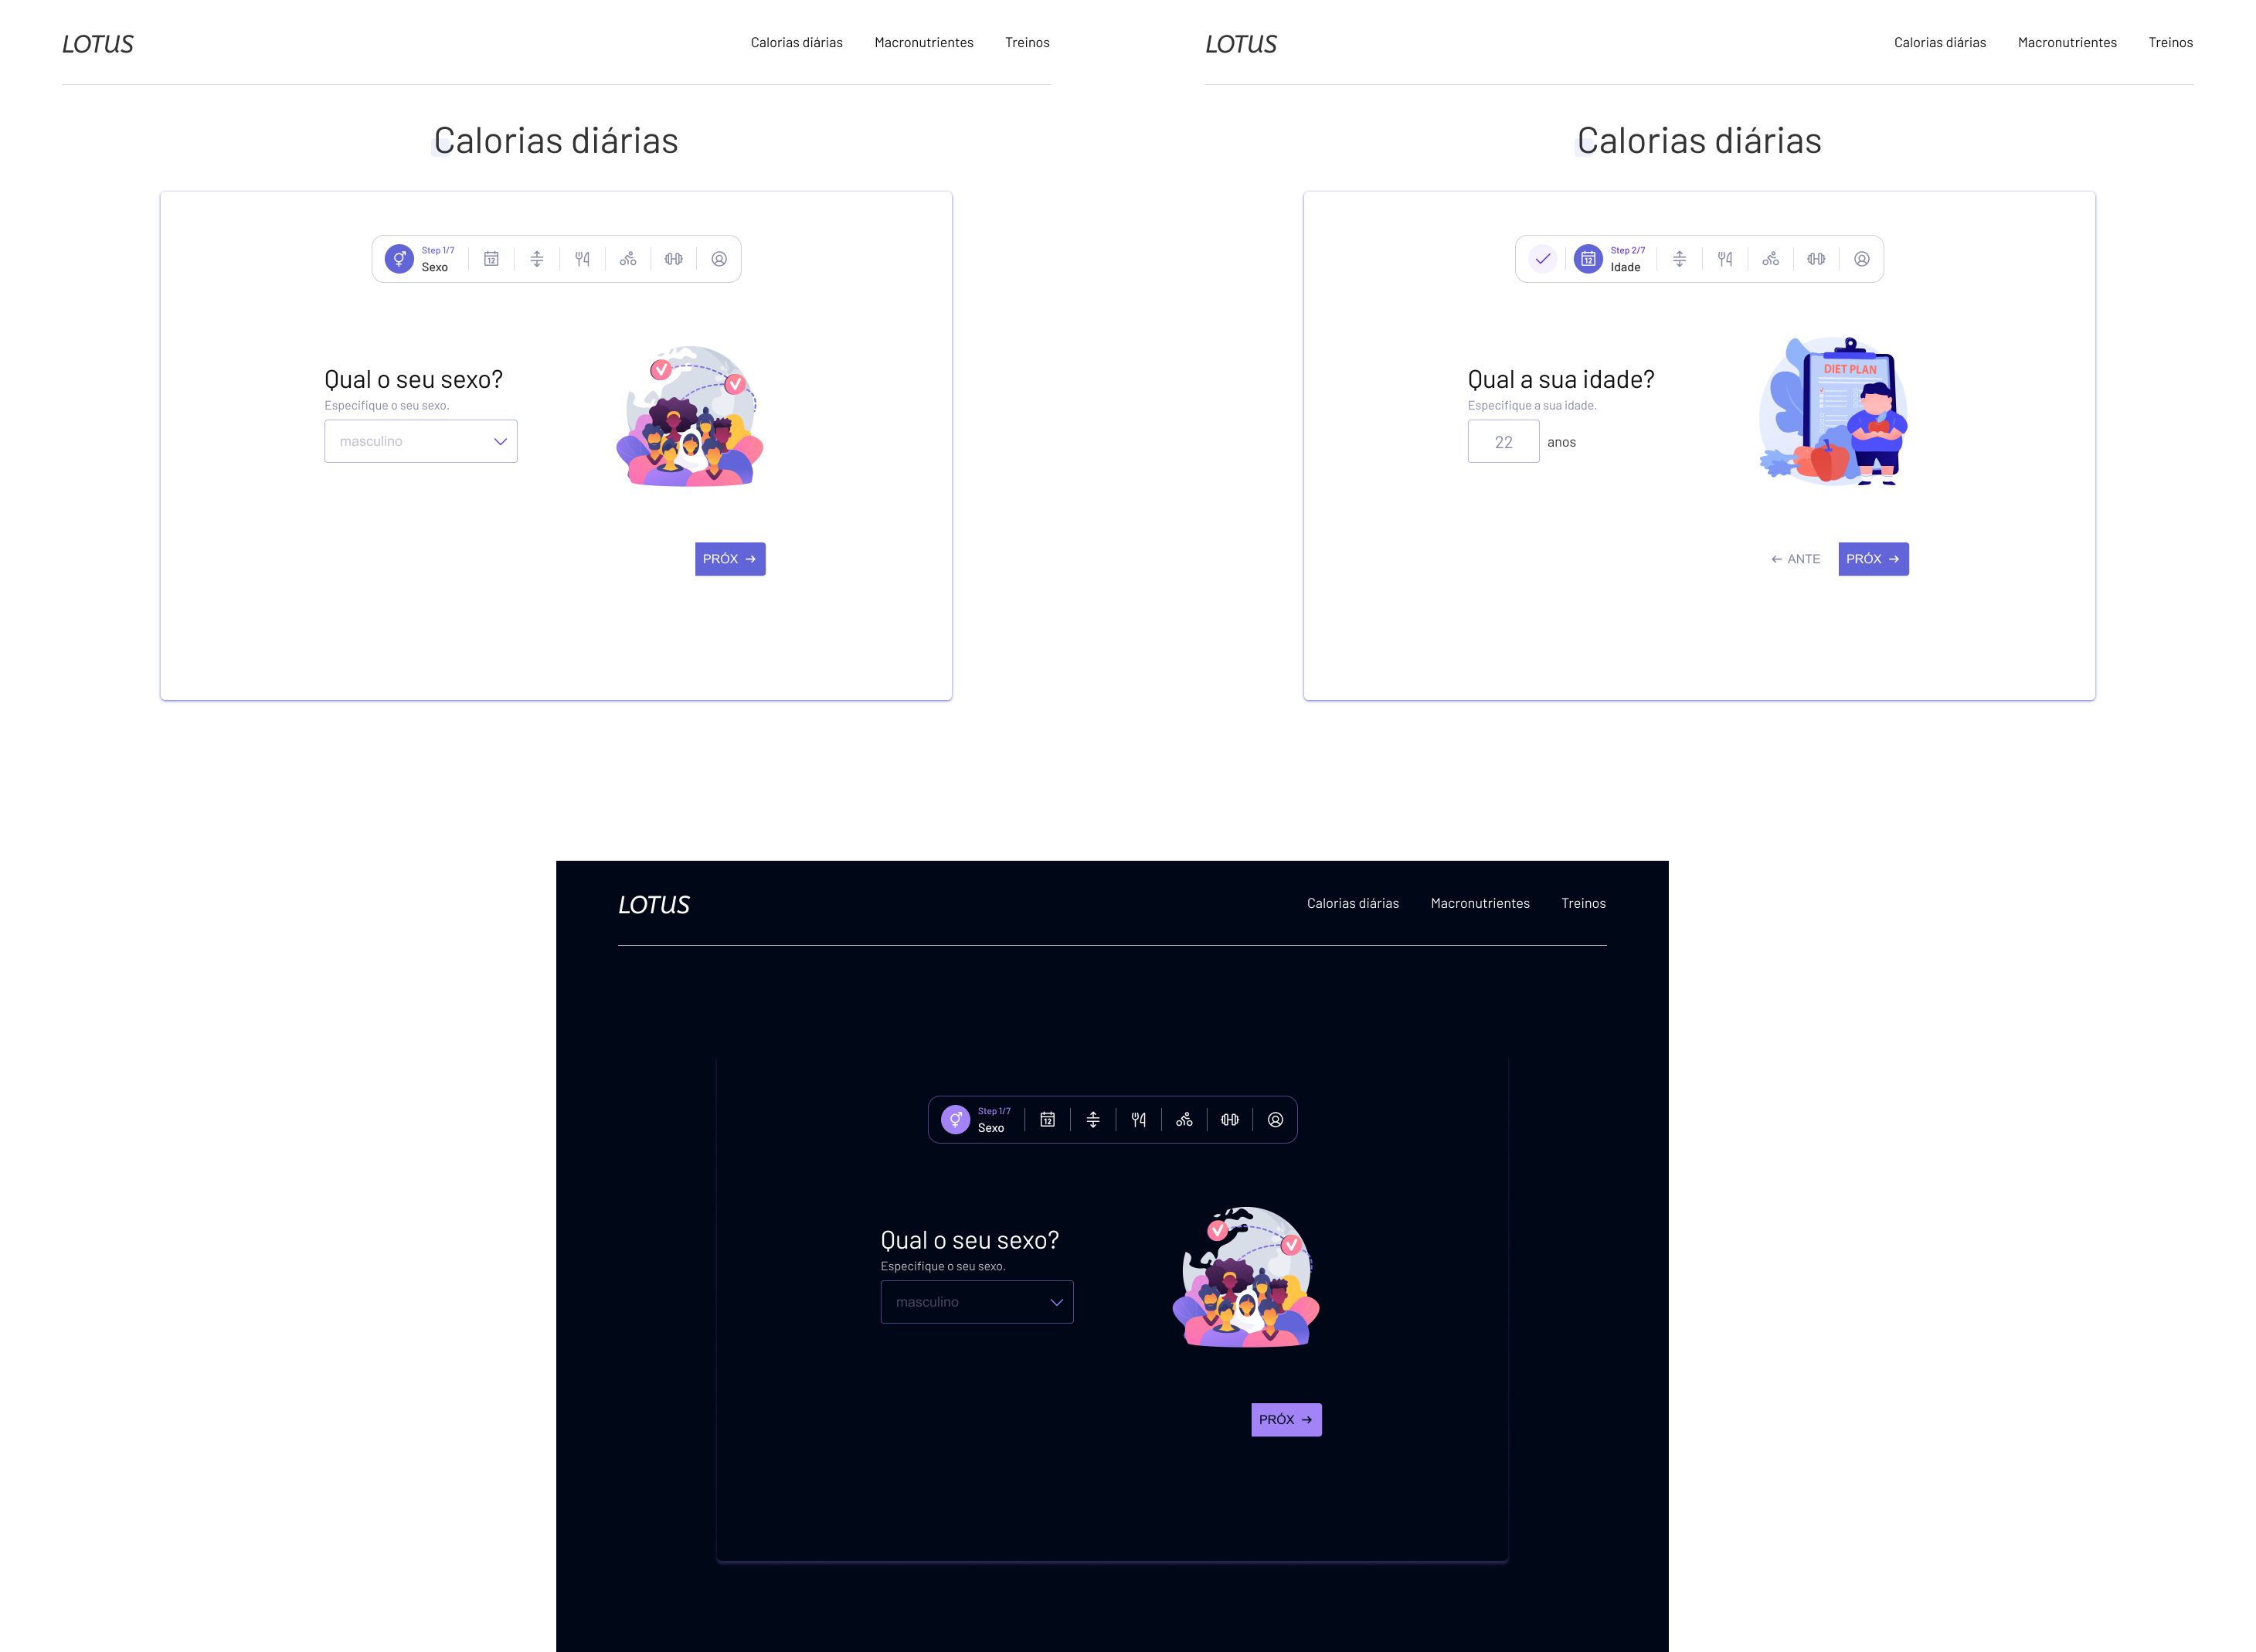 LOTUS
Calorias diárias Macronutrientes Treinos
Calorias diárias
Step 1/7
Sexo
12
Qual o seu sexo?
Especifique o seu sexo.
masculino
PRÓX
LOTUS
Calorias diárias Macronutrientes Treinos
Calorias diárias
12
Step 2/7
Idade
Qual a sua idade?
Especifique a sua idade.
22 anos
DIET PLAN
ANTE PRÓX
LOTUS
Calorias diárias Macronutrientes Treinos
Step 1/7
Sexo
12
Qual o seu sexo?
Especifique o seu sexo.
masculino
PRÓX